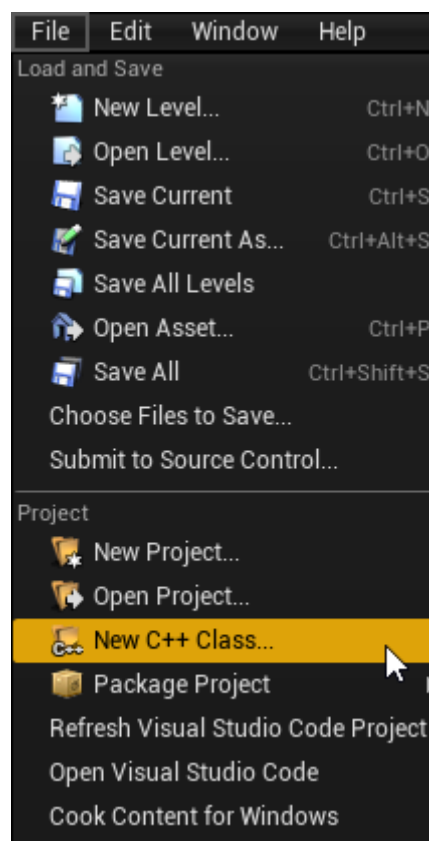 File Edit Window Help
Load and Save
New Level... Ctrl+N
Open Level... Ctrl+O
Save Current Ctrl+S
Save Current As... Ctrl+Alt+S
Save All Levels
Open Asset... Ctrl+P
Save All Ctrl+Shift+S
Choose Files to Save...
Submit to Source Control...
Project
New Project...
Open Project...
C++ New C++ Class...
Package Project
Refresh Visual Studio Code Project
Open Visual Studio Code
Cook Content for Windows